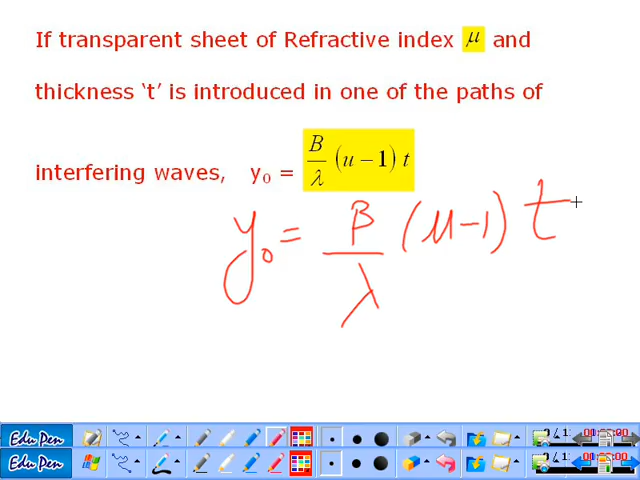 If transparent sheet of Refractive index μ and
thickness ‘t’ is introduced in one of the paths of
interfering waves, y₀ = B/λ (u − 1) t
y₀ = β/λ (μ − 1) t
Edu Pen
Edu Pen